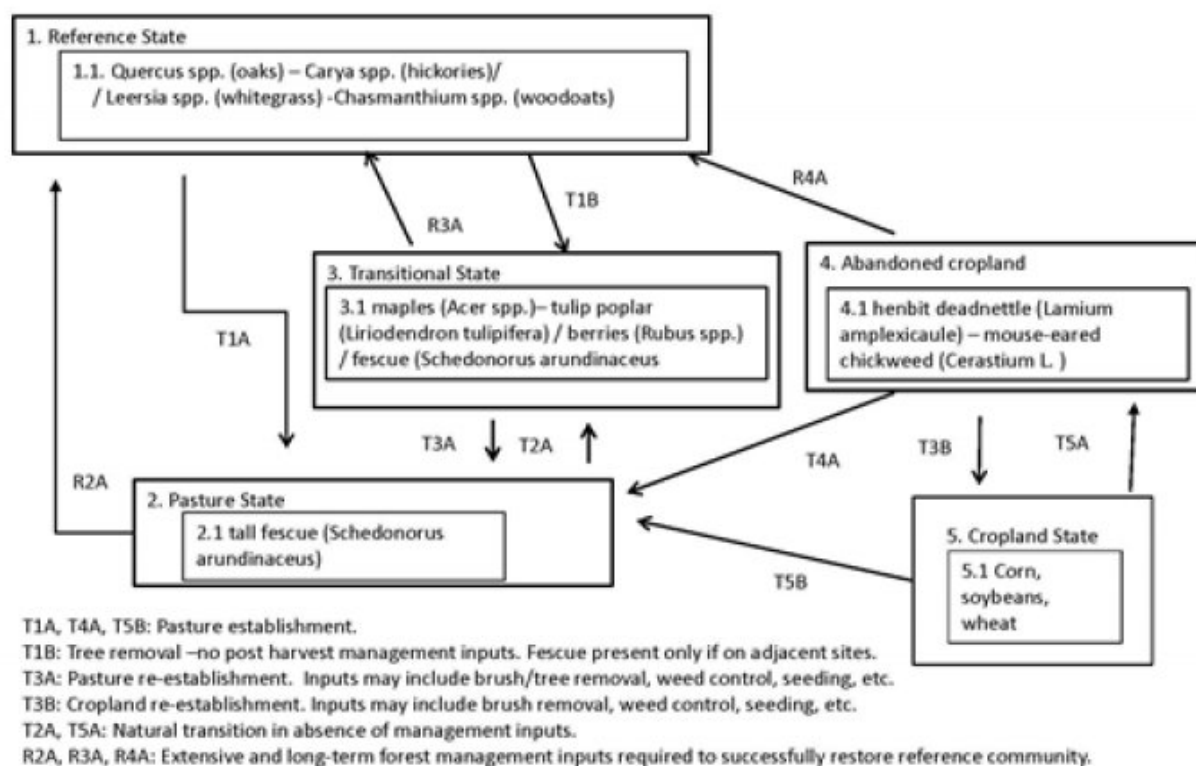 1. Reference State
1.1. Quercus spp. (oaks) – Carya spp. (hickories)/
/ Leersia spp. (whitegrass) -Chasmanthium spp. (woodoats)
R4A
T1B
R3A
3. Transitional State
3.1 maples (Acer spp.)– tulip poplar
(Liriodendron tulipifera) / berries (Rubus spp.)
/ fescue (Schedonorus arundinaceus
4. Abandoned cropland
4.1 henbit deadnettle (Lamium
amplexicaule) – mouse-eared
chickweed (Cerastium L. )
T1A
T3A
T2A
T4A
T3B
T5A
R2A
2. Pasture State
2.1 tall fescue (Schedonorus
arundinaceus)
T5B
5. Cropland State
5.1 Corn,
soybeans,
wheat
T1A, T4A, T5B: Pasture establishment.
T1B: Tree removal –no post harvest management inputs. Fescue present only if on adjacent sites.
T3A: Pasture re-establishment.  Inputs may include brush/tree removal, weed control, seeding, etc.
T3B: Cropland re-establishment. Inputs may include brush removal, weed control, seeding, etc.
T2A, T5A: Natural transition in absence of management inputs.
R2A, R3A, R4A: Extensive and long-term forest management inputs required to successfully restore reference community.